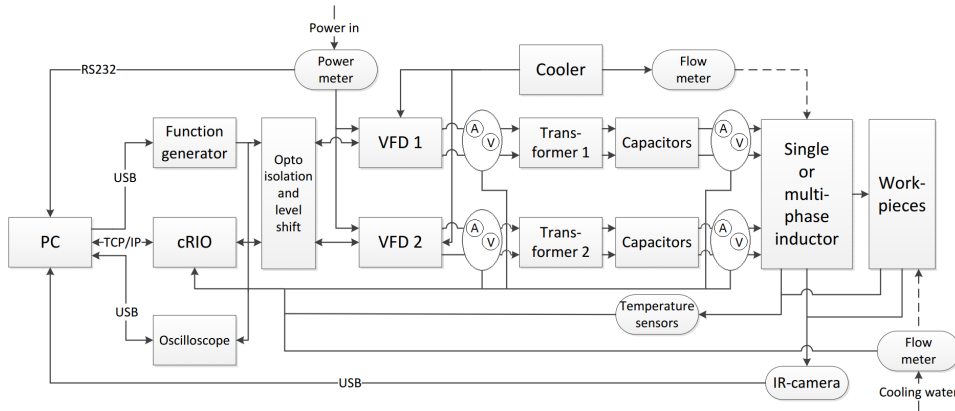 Power in
RS232
Power
meter
Cooler
Flow
meter
Function
generator
USB
Opto
isolation
and
level
shift
VFD 1
A
V
Trans-
former 1
Capacitors
A
V
Single
or
multi-
phase
inductor
Work-
pieces
PC
TCP/IP
cRIO
VFD 2
A
V
Trans-
former 2
Capacitors
A
V
USB
Oscilloscope
Temperature
sensors
Flow
meter
USB
IR-camera
Cooling water